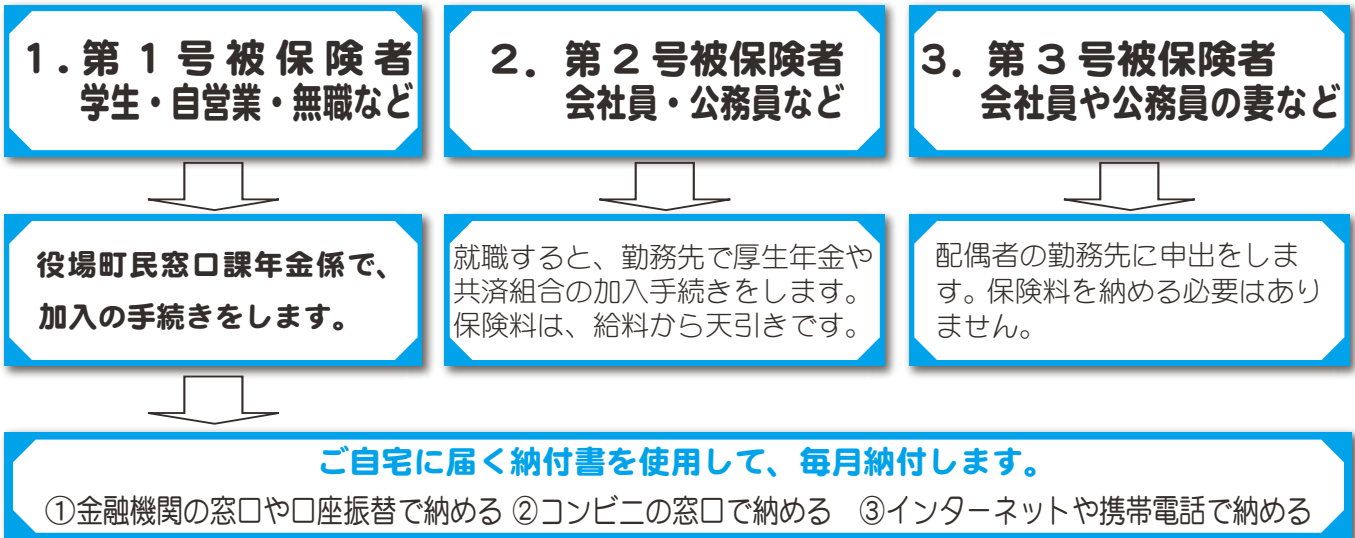 1.第1号被保険者
学生・自営業・無職など
2. 第2号被保険者
会社員・公務員など
3. 第3号被保険者
会社員や公務員の妻など
役場町民窓口課年金係で、
加入の手続きをします。
就職すると、勤務先で厚生年金や
共済組合の加入手続きをします。
保険料は、給料から天引きです。
配偶者の勤務先に申出をしま
す。保険料を納める必要はあり
ません。
ご自宅に届く納付書を使用して、毎月納付します。
①金融機関の窓口や口座振替で納める ②コンビニの窓口で納める ③インターネットや携帯電話で納める